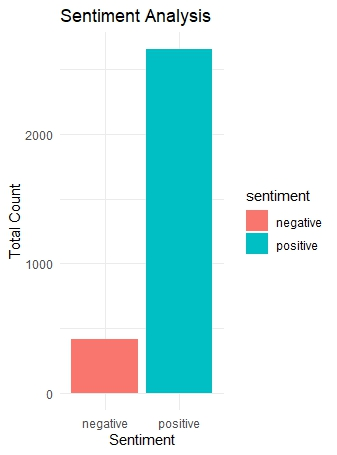 Sentiment Analysis
Total Count
2000
1000
0
negative positive
Sentiment
sentiment
negative
positive